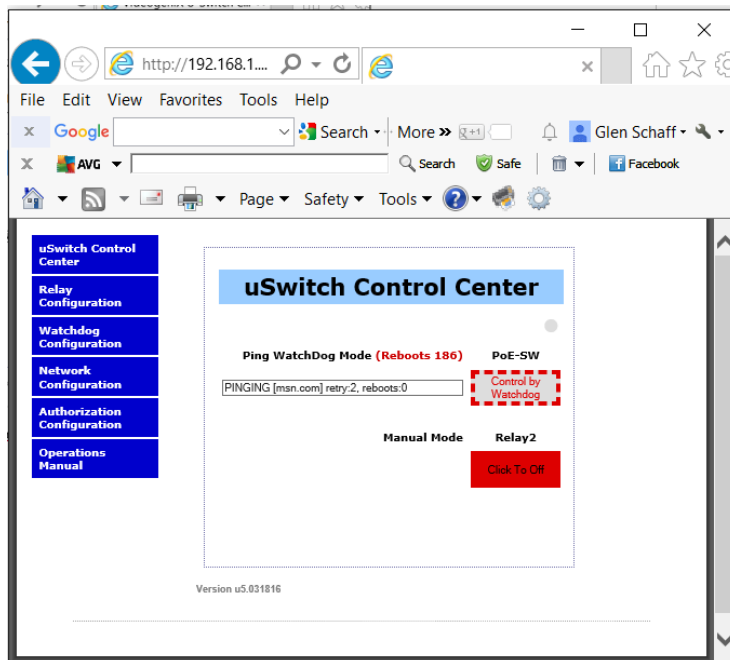 http://192.168.1....
File Edit View Favorites Tools Help
x Google Search More » g+1 Glen Schaff
X AVG Search Safe Facebook
Page Safety Tools
uSwitch Control
Center
Relay
Configuration
Watchdog
Configuration
Network
Configuration
Authorization
Configuration
Operations
Manual
uSwitch Control Center
Ping WatchDog Mode (Reboots 186) PoE-SW
PINGING [msn.com] retry:2, reboots:0
Control by
Watchdog
Manual Mode Relay2
Click To Off
Version u5.031816